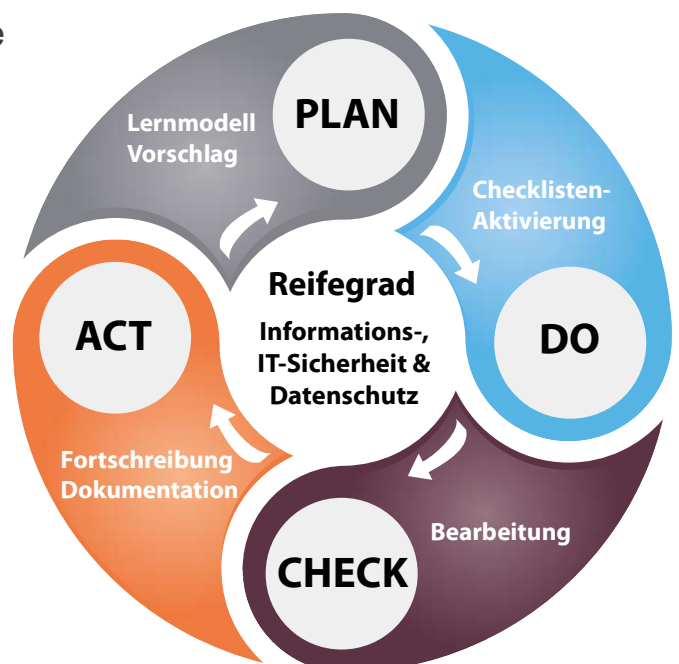 e
PLAN
Lernmodell
Vorschlag
Checklisten-
Aktivierung
DO
Reifegrad
Informations-,
IT-Sicherheit &
Datenschutz
ACT
Fortschreibung
Dokumentation
Bearbeitung
CHECK